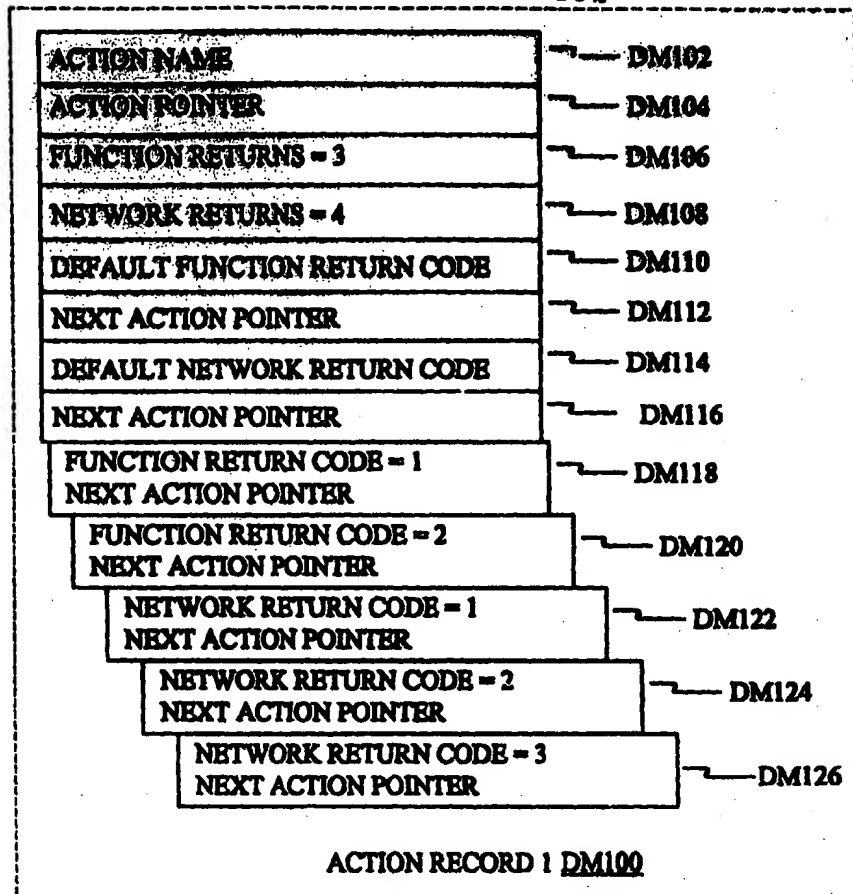 ACTION NAME DM102
ACTION POINTER DM104
FUNCTION RETURNS = 3 DM106
NETWORK RETURNS = 4 DM108
DEFAULT FUNCTION RETURN CODE DM110
NEXT ACTION POINTER DM112
DEFAULT NETWORK RETURN CODE DM114
NEXT ACTION POINTER DM116
FUNCTION RETURN CODE = 1 DM118
NEXT ACTION POINTER
FUNCTION RETURN CODE = 2 DM120
NEXT ACTION POINTER
NETWORK RETURN CODE = 1 DM122
NEXT ACTION POINTER
NETWORK RETURN CODE = 2 DM124
NEXT ACTION POINTER
NETWORK RETURN CODE = 3 DM126
NEXT ACTION POINTER
ACTION RECORD 1 DM100